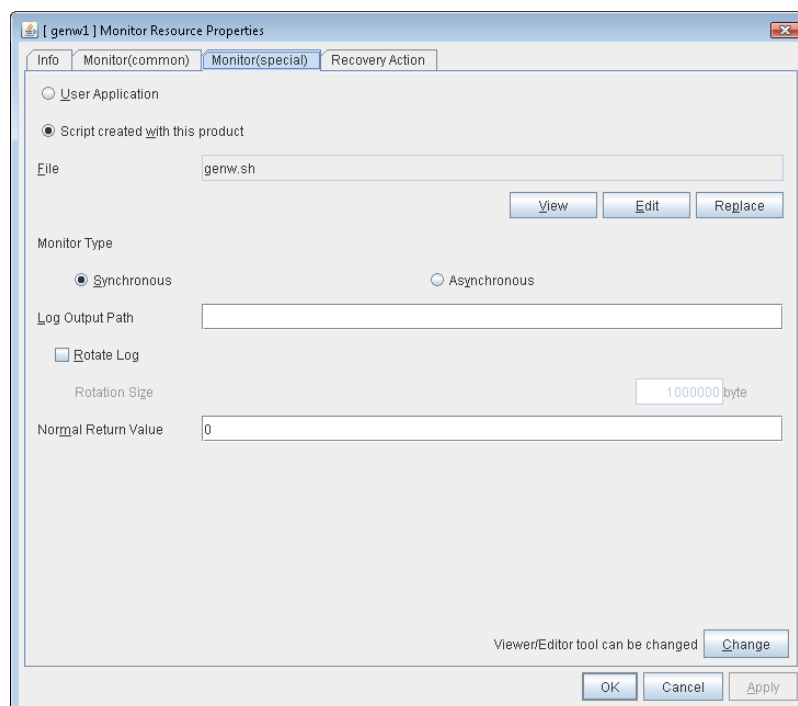 [ genw1 ] Monitor Resource Properties
Info Monitor(common) Monitor(special) Recovery Action
User Application
Script created with this product
File genw.sh
View Edit Replace
Monitor Type
Synchronous Asynchronous
Log Output Path
Rotate Log
Rotation Size 1000000 byte
Normal Return Value 0
Viewer/Editor tool can be changed Change
OK Cancel Apply